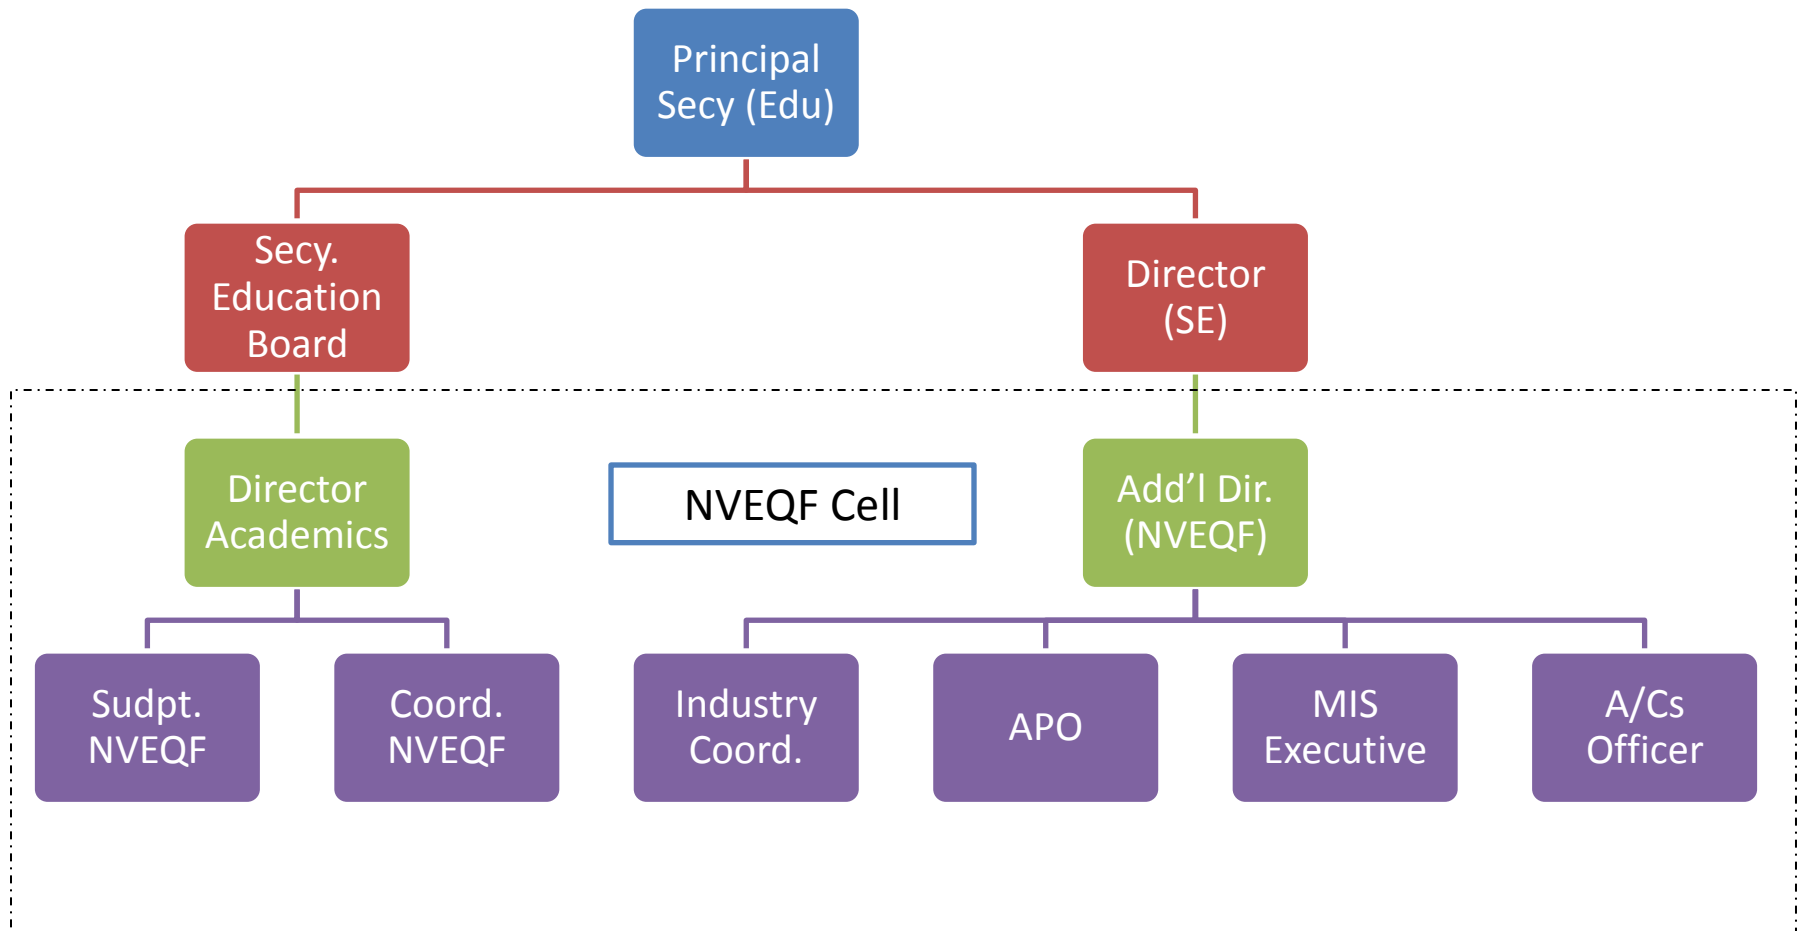 Principal
Secy (Edu)
Secy.
Education
Board
Director
(SE)
Director
Academics
NVEQF Cell
Add’l Dir.
(NVEQF)
Sudpt.
NVEQF
Coord.
NVEQF
Industry
Coord.
APO
MIS
Executive
A/Cs
Officer